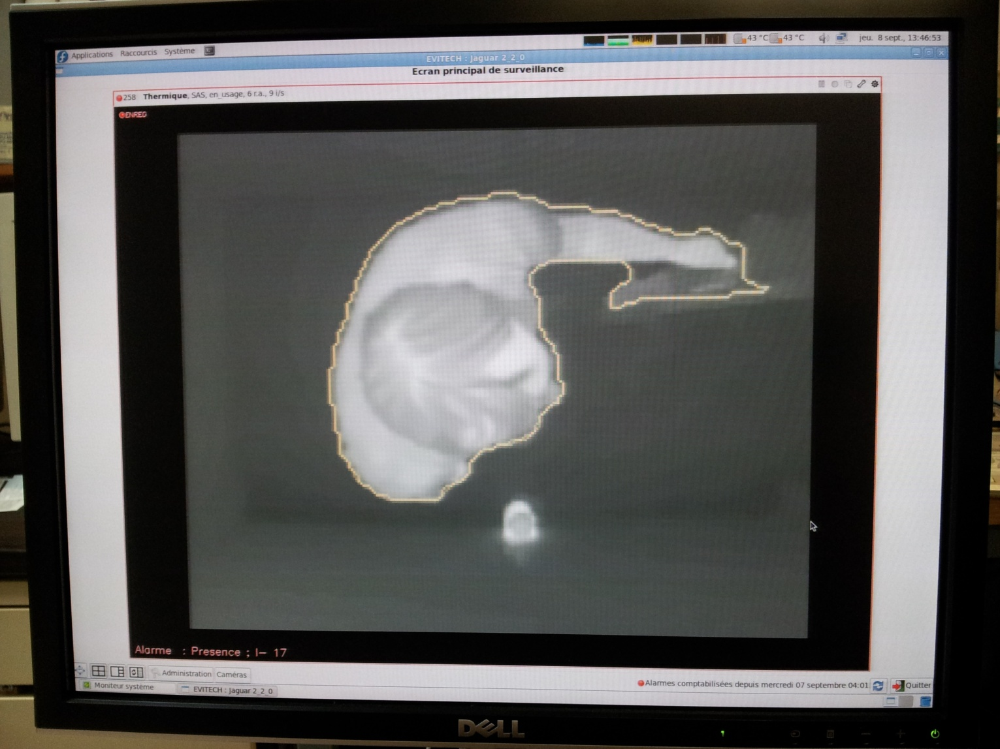 Applications Raccourcis Système 43 °C 43 °C jeu. 8 sept., 13:46:53
EVITECH : Jaguar 2_2_0
Ecran principal de surveillance
258 Thermique, SAS, en_usage, 6 r.a., 9 i/s
ENREG
Alarme : Presence ; I- 17
Administration Caméras
Alarmes comptabilisées depuis mercredi 07 septembre 04:01 Quitter
Moniteur système EVITECH : Jaguar 2_2_0
DELL